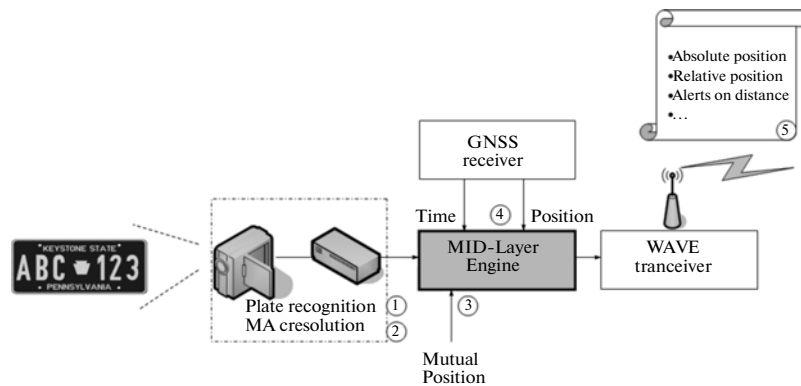 •Absolute position
•Relative position
•Alerts on distance
•...
5
GNSS
receiver
Time
4
Position
MID-Layer
Engine
WAVE
tranceiver
KEYSTONE STATE
ABC 123
PENNSYLVANIA
Plate recognition 1
MA cresolution 2
3
Mutual
Position